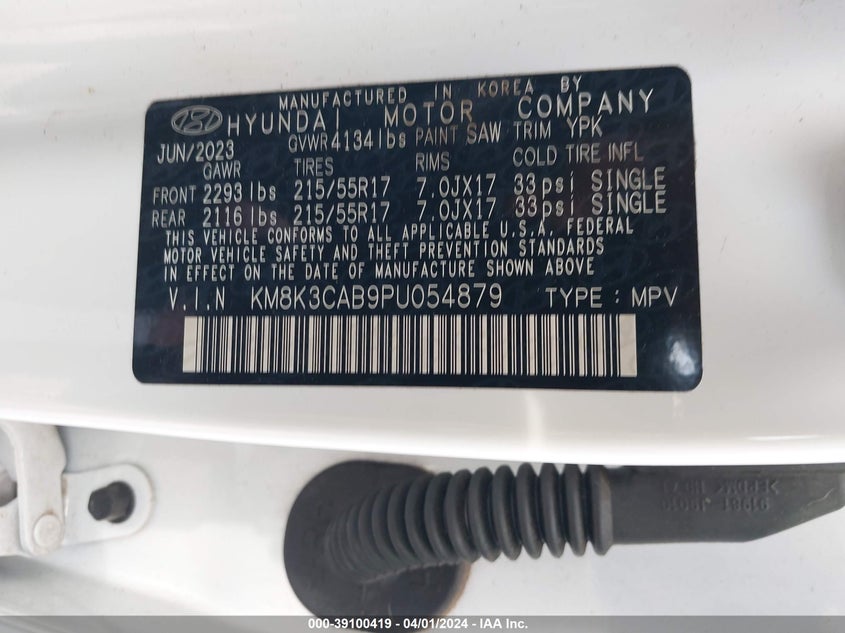 MANUFACTURED IN KOREA BY
HYUNDAI MOTOR COMPANY
JUN/2023 GVWR 4134 lbs PAINT SAW TRIM YPK
GAWR TIRES RIMS COLD TIRE INFL
FRONT 2293 lbs 215/55R17 7.0JX17 33psi SINGLE
REAR 2116 lbs 215/55R17 7.0JX17 33psi SINGLE
THIS VEHICLE CONFORMS TO ALL APPLICABLE U.S.A. FEDERAL
MOTOR VEHICLE SAFETY AND THEFT PREVENTION STANDARDS
IN EFFECT ON THE DATE OF MANUFACTURE SHOWN ABOVE
V.I.N KM8K3CAB9PU054879 TYPE : MPV
000-39100419 - 04/01/2024 - IAA Inc.